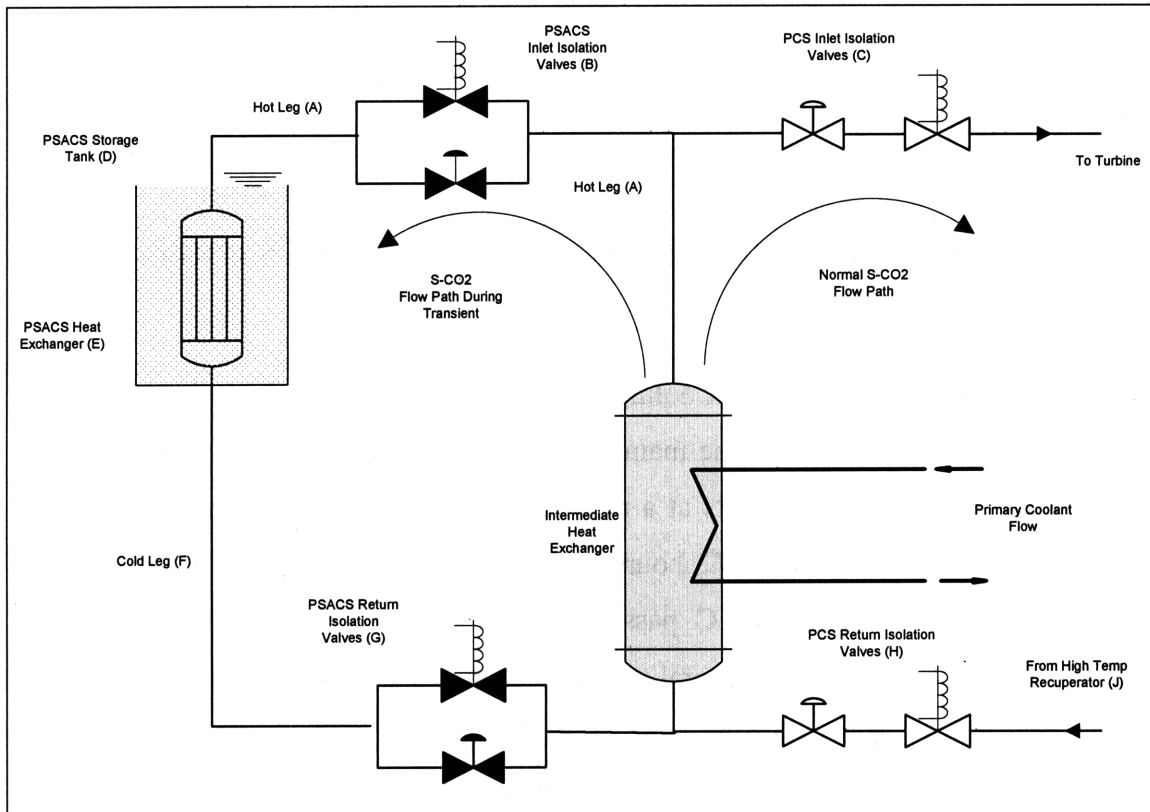 PSACS
Inlet Isolation
Valves (B)
PCS Inlet Isolation
Valves (C)
Hot Leg (A)
PSACS Storage
Tank (D)
To Turbine
Hot Leg (A)
S-CO2
Flow Path During
Transient
Normal S-CO2
Flow Path
PSACS Heat
Exchanger (E)
Intermediate
Heat
Exchanger
Primary Coolant
Flow
Cold Leg (F)
PSACS Return
Isolation
Valves (G)
PCS Return Isolation
Valves (H)
From High Temp
Recuperator (J)